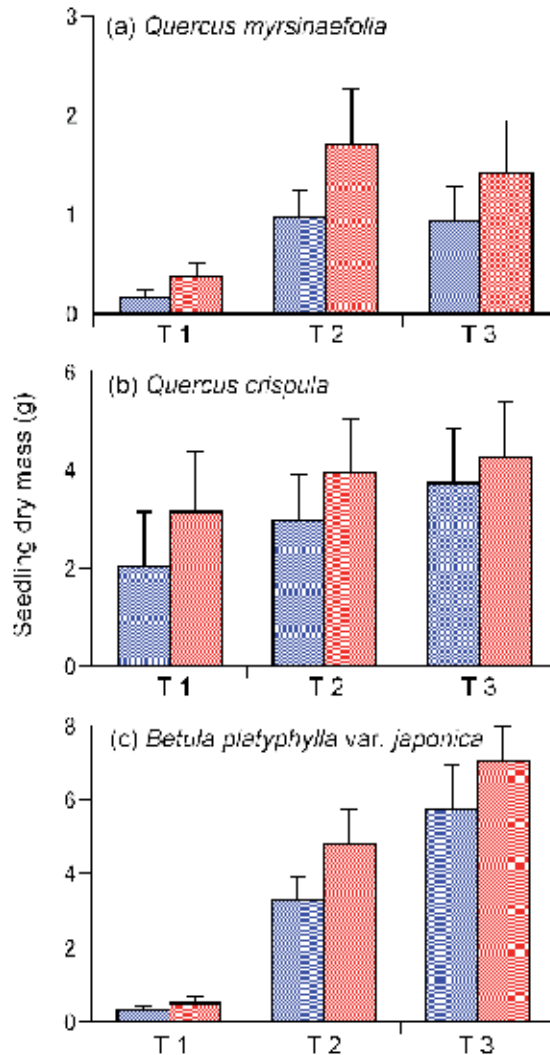 3
(a) Quercus myrsinaefolia
2
1
0
T 1 T 2 T 3
Seedling dry mass (g)
6
(b) Quercus crispula
4
2
0
T 1 T 2 T 3
8
(c) Betula platyphylla var. japonica
6
4
2
0
T 1 T 2 T 3